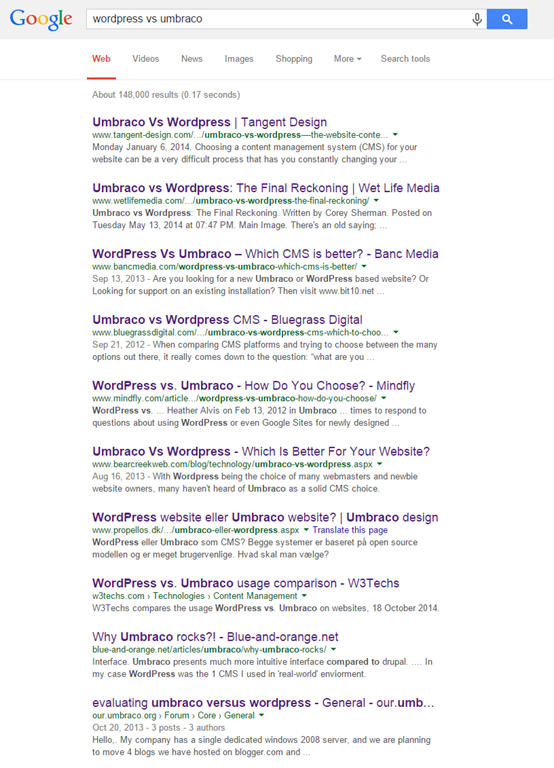 Google
wordpress vs umbraco
Web Videos News Images Shopping More Search tools
About 148,000 results (0.17 seconds)
Umbraco Vs Wordpress | Tangent Design
www.tangent-design.com/.../umbraco-vs-wordpress-–-the-website-conte...
Monday January 6, 2014. Choosing a content management system (CMS) for your
website can be a very difficult process that has you constantly changing your ...
Umbraco vs Wordpress: The Final Reckoning | Wet Life Media
www.wetlifemedia.com/.../umbraco-vs-wordpress-the-final-reckoning/
Umbraco vs Wordpress: The Final Reckoning. Written by Corey Sherman. Posted on
Tuesday May 13, 2014 at 07:47 PM. Main Image. There's an old saying; ...
WordPress Vs Umbraco – Which CMS is better? - Banc Media
www.bancmedia.com/wordpress-vs-umbraco-which-cms-is-better/
Sep 13, 2013 - Are you looking for a new Umbraco or WordPress based website? Or
Looking for support on an existing installation? Then visit www.bit10.net ...
Umbraco vs Wordpress CMS - Bluegrass Digital
www.bluegrassdigital.com/.../umbraco-vs-wordpress-cms-which-to-choo...
Sep 21, 2012 - When comparing CMS platforms and trying to choose between the many
options out there, it really comes down to the question: “what are you ...
WordPress vs. Umbraco - How Do You Choose? - Mindfly
www.mindfly.com/article.../wordpress-vs-umbraco-how-do-you-choose/
WordPress vs. ... Heather Alvis on Feb 13, 2012 in Umbraco ... times to respond to
questions about using WordPress or even Google Sites for newly designed ...
Umbraco Vs Wordpress - Which Is Better For Your Website?
www.bearcreekweb.com/blog/technology/umbraco-vs-wordpress.aspx
Aug 16, 2013 - With Wordpress being the choice of many webmasters and newbie
website owners, many haven't heard of Umbraco as a solid CMS choice.
WordPress website eller Umbraco website? | Umbraco design
www.propellos.dk/.../umbraco-eller-wordpress.aspx Translate this page
WordPress eller Umbraco som CMS? Begge systemer er baseret på open source
modellen og er meget brugervenlige. Hvad skal man vælge?
WordPress vs. Umbraco usage comparison - W3Techs
w3techs.com › Technologies › Content Management
W3Techs compares the usage WordPress vs. Umbraco on websites, 18 October 2014.
Why Umbraco rocks?! - Blue-and-orange.net
blue-and-orange.net/articles/umbraco/why-umbraco-rocks/
Interface. Umbraco presents much more intuitive interface compared to drupal. .... In
my case WordPress was the 1 CMS I used in 'real-world' enviorment.
evaluating umbraco versus wordpress - General - our.umb...
our.umbraco.org › Forum › Core › General
Oct 20, 2013 - 3 posts - 3 authors
Hello,. My company has a single dedicated windows 2008 server, and we are planning
to move 4 blogs we have hosted on blogger.com and ...